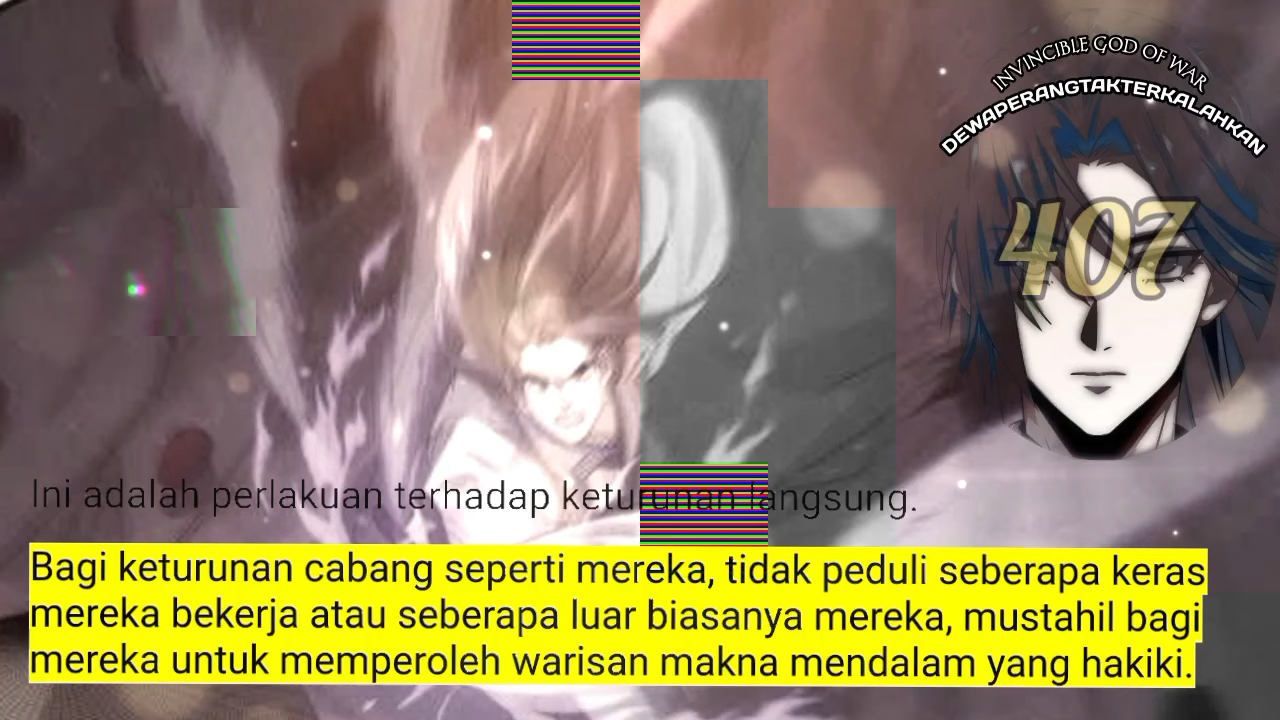 INVINCIBLE GOD OF WAR
DEWAPERANGTAKTERKALAHKAN
407
Ini adalah perlakuan terhadap keturunan langsung.
Bagi keturunan cabang seperti mereka, tidak peduli seberapa keras
mereka bekerja atau seberapa luar biasanya mereka, mustahil bagi
mereka untuk memperoleh warisan makna mendalam yang hakiki.